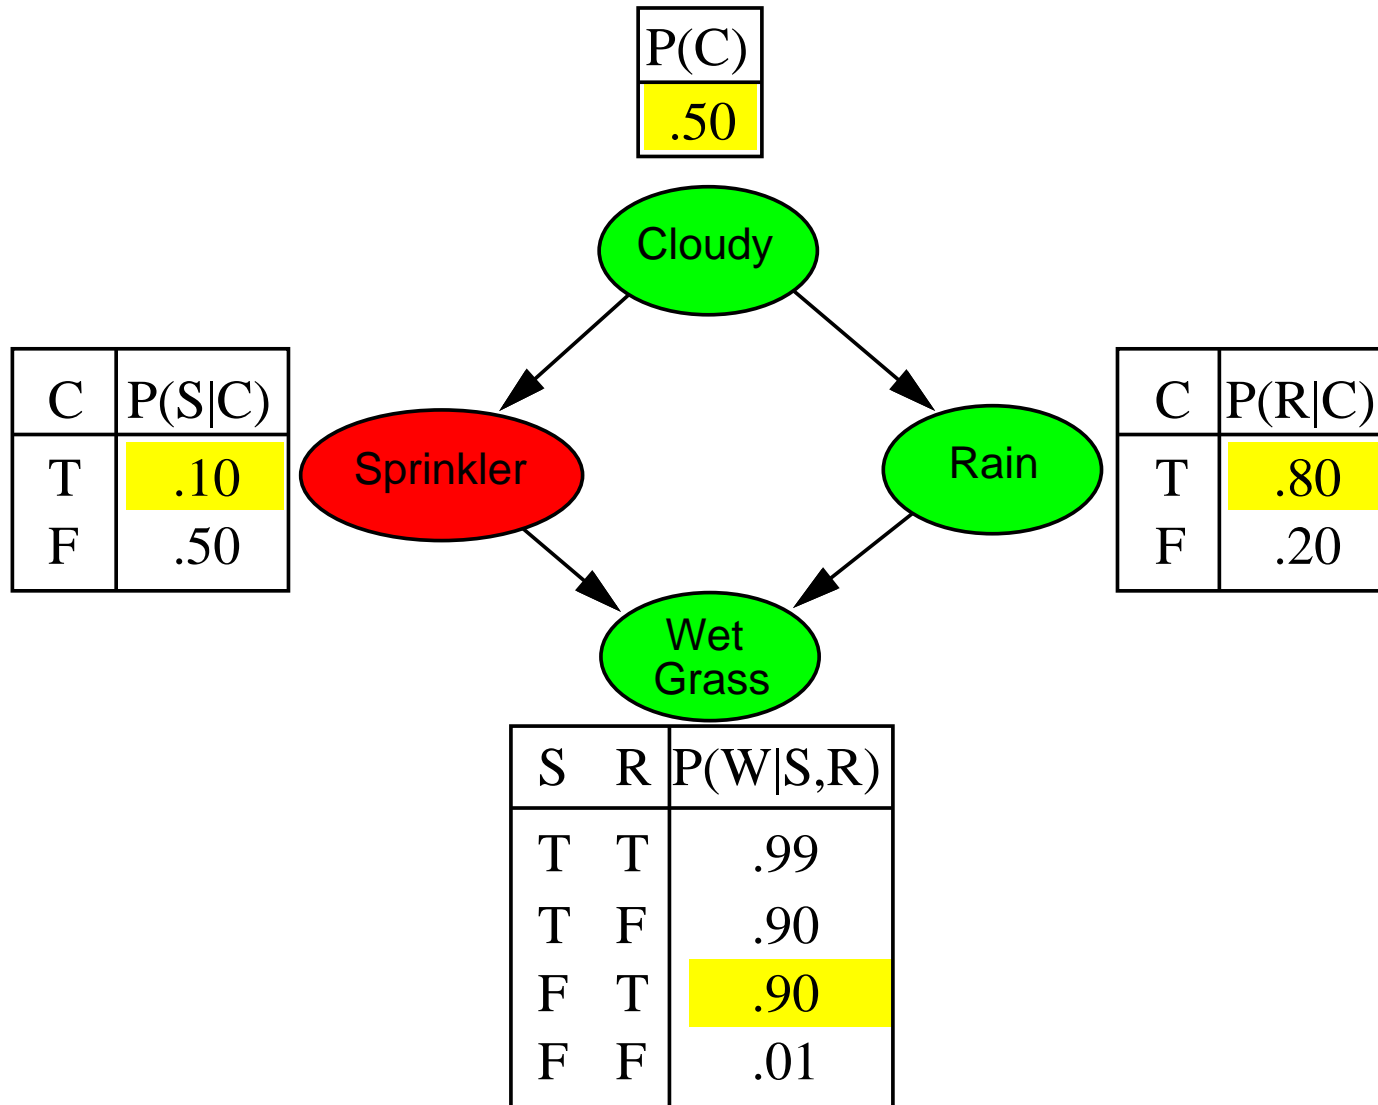 P(C)
.50
Cloudy
C P(S|C)
T .10
F .50
Sprinkler
Rain
C P(R|C)
T .80
F .20
Wet
Grass
S R P(W|S,R)
T T .99
T F .90
F T .90
F F .01